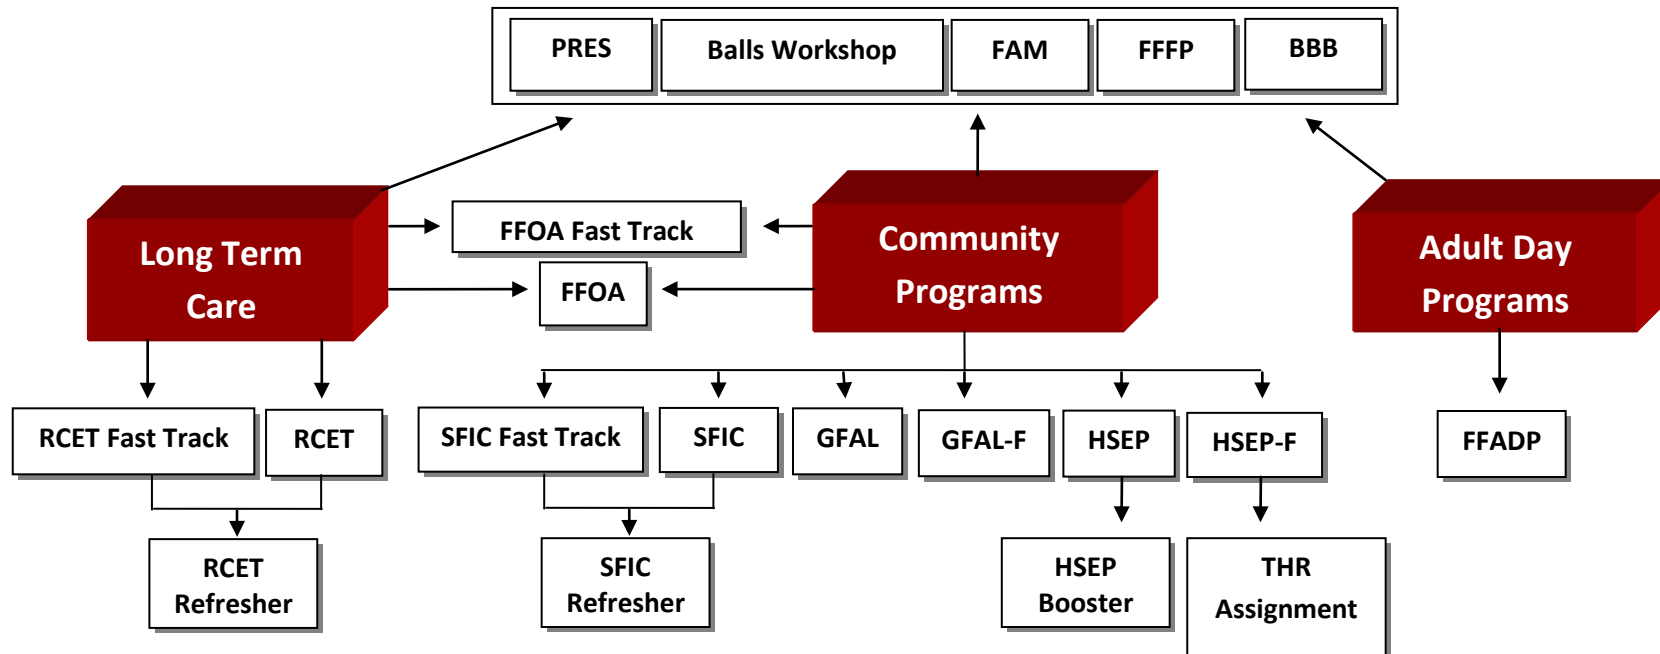 PRES
Balls Workshop
FAM
FFFP
BBB
Long Term
Care
FFOA Fast Track
FFOA
Community
Programs
Adult Day
Programs
RCET Fast Track
RCET
SFIC Fast Track
SFIC
GFAL
GFAL-F
HSEP
HSEP-F
FFADP
RCET
Refresher
SFIC
Refresher
HSEP
Booster
THR
Assignment